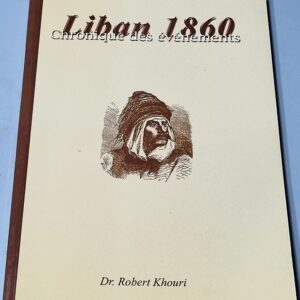 Liban 1860
Chronique des événements
Dr. Robert Khouri